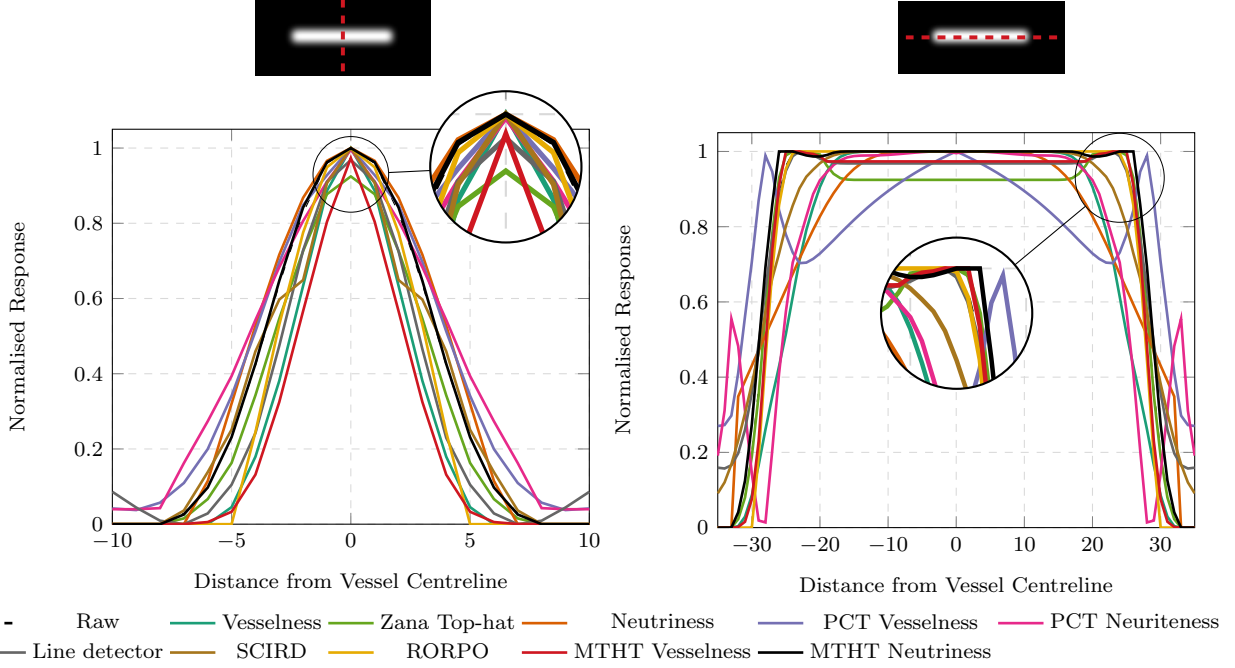 1
0.8
0.6
0.4
0.2
0
−10 −5 0 5 10
Normalised Response
Distance from Vessel Centreline
1
0.8
0.6
0.4
0.2
0
−30 −20 −10 0 10 20 30
Normalised Response
Distance from Vessel Centreline
Raw Vesselness Zana Top-hat Neutriness PCT Vesselness PCT Neuriteness
Line detector SCIRD RORPO MTHT Vesselness MTHT Neutriness